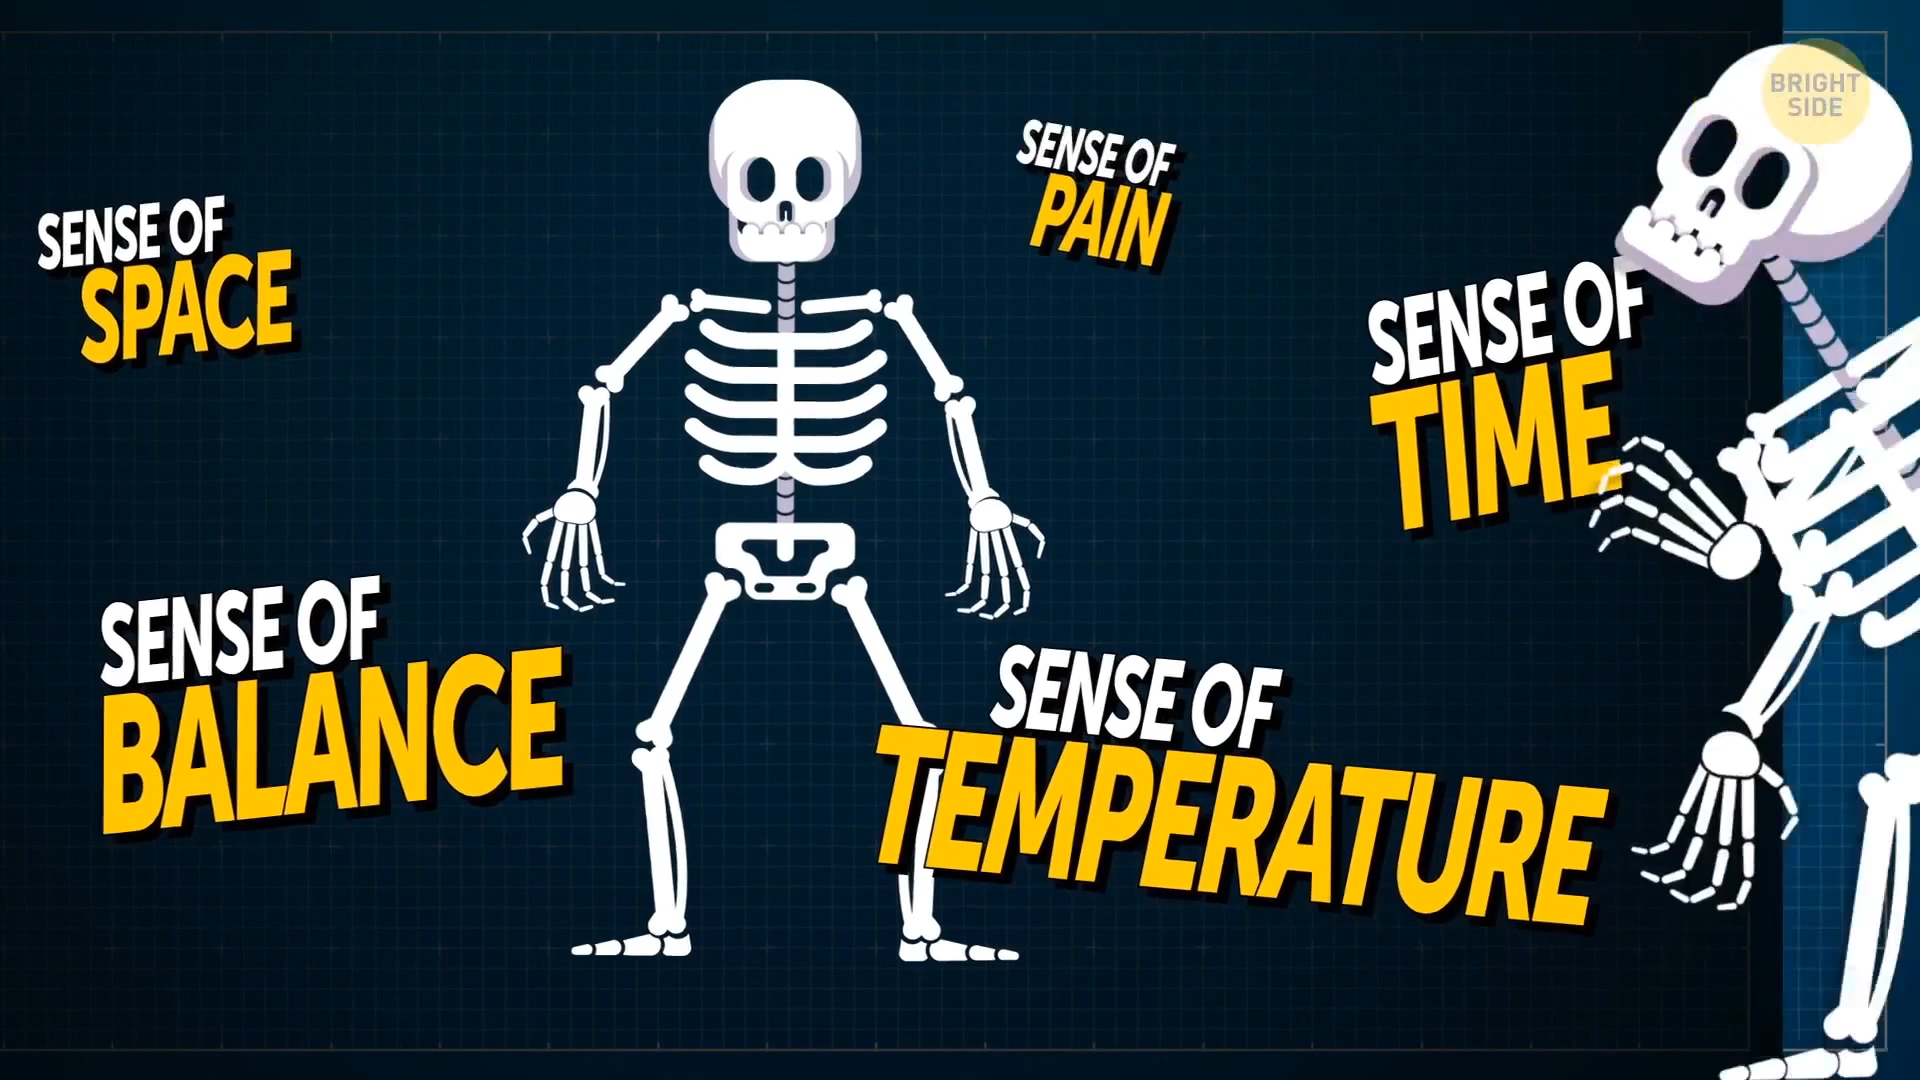 SENSE OF
SPACE
SENSE OF
PAIN
BRIGHT
SIDE
SENSE OF
TIME
SENSE OF
BALANCE
SENSE OF
TEMPERATURE